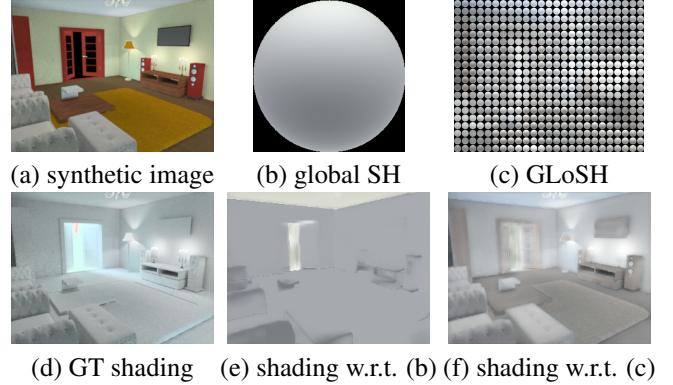 (a) synthetic image (b) global SH (c) GLoSH
(d) GT shading (e) shading w.r.t. (b) (f) shading w.r.t. (c)